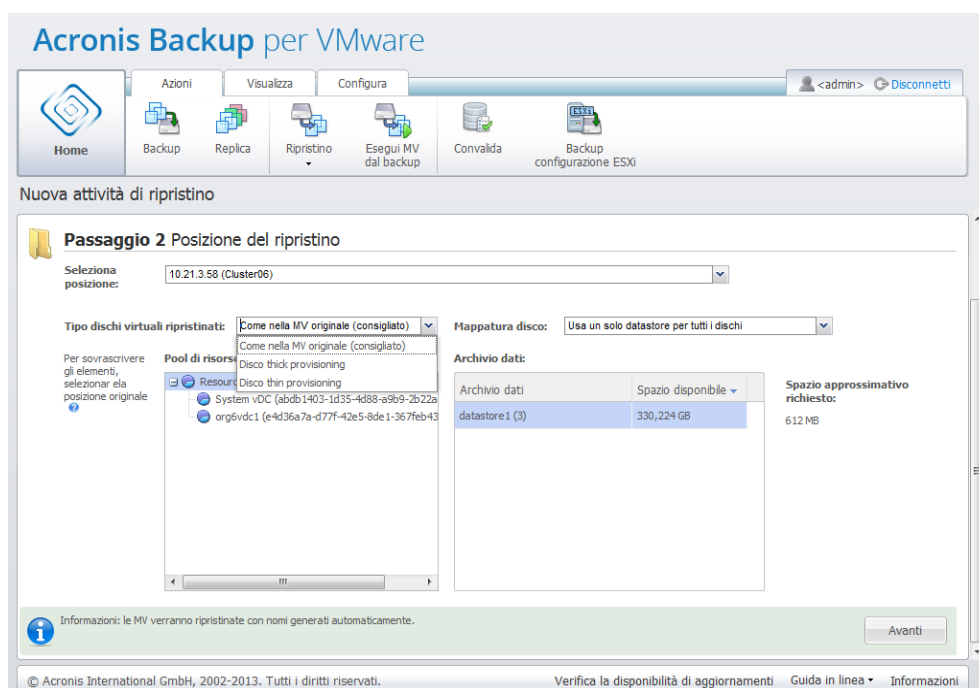 Acronis Backup per VMware
Azioni
Visualizza
Configura
<admin>
Disconnetti
Home
Backup
Replica
Ripristino
Esegui MV
dal backup
Convalida
ESXi
Backup
configurazione ESXi
Nuova attività di ripristino
Passaggio 2 Posizione del ripristino
Seleziona
posizione:
10.21.3.58 (Cluster06)
Tipo dischi virtuali ripristinati:
Come nella MV originale (consigliato)
Mappatura disco:
Usa un solo datastore per tutti i dischi
Come nella MV originale (consigliato)
Disco thick provisioning
Disco thin provisioning
Per sovrascrivere
gli elementi,
selezionar ela
posizione originale
Pool di risorse
Resour
System vDC (abdb1403-1d35-4d88-a9b9-2b22a
org6vdc1 (e4d36a7a-d77f-42e5-8de1-367feb43
Archivio dati:
Archivio dati
Spazio disponibile
datastore1 (3)
330,224 GB
Spazio approssimativo
richiesto:
612 MB
Informazioni: le MV verranno ripristinate con nomi generati automaticamente.
Avanti
© Acronis International GmbH, 2002-2013. Tutti i diritti riservati.
Verifica la disponibilità di aggiornamenti
Guida in linea
Informazioni